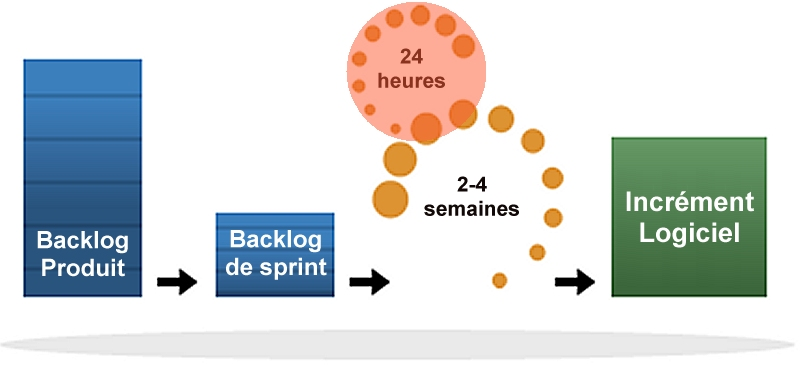 24
heures
2-4
semaines
Backlog
Produit
Backlog
de sprint
Incrément
Logiciel